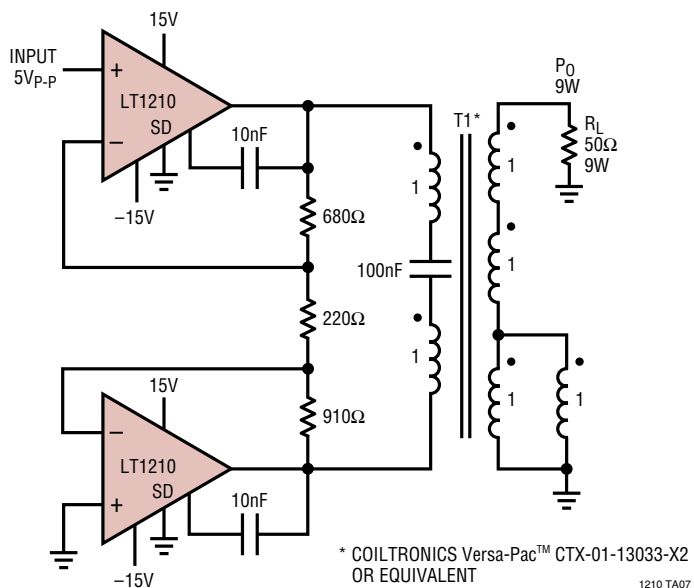 15V
INPUT
5VP-P
+
LT1210
−
SD
10nF
−15V
680Ω
220Ω
910Ω
15V
−
LT1210
+
SD
10nF
−15V
T1*
1
100nF
1
1
1
1
1
PO
9W
RL
50Ω
9W
* COILTRONICS Versa-Pac™ CTX-01-13033-X2
OR EQUIVALENT
1210 TA07